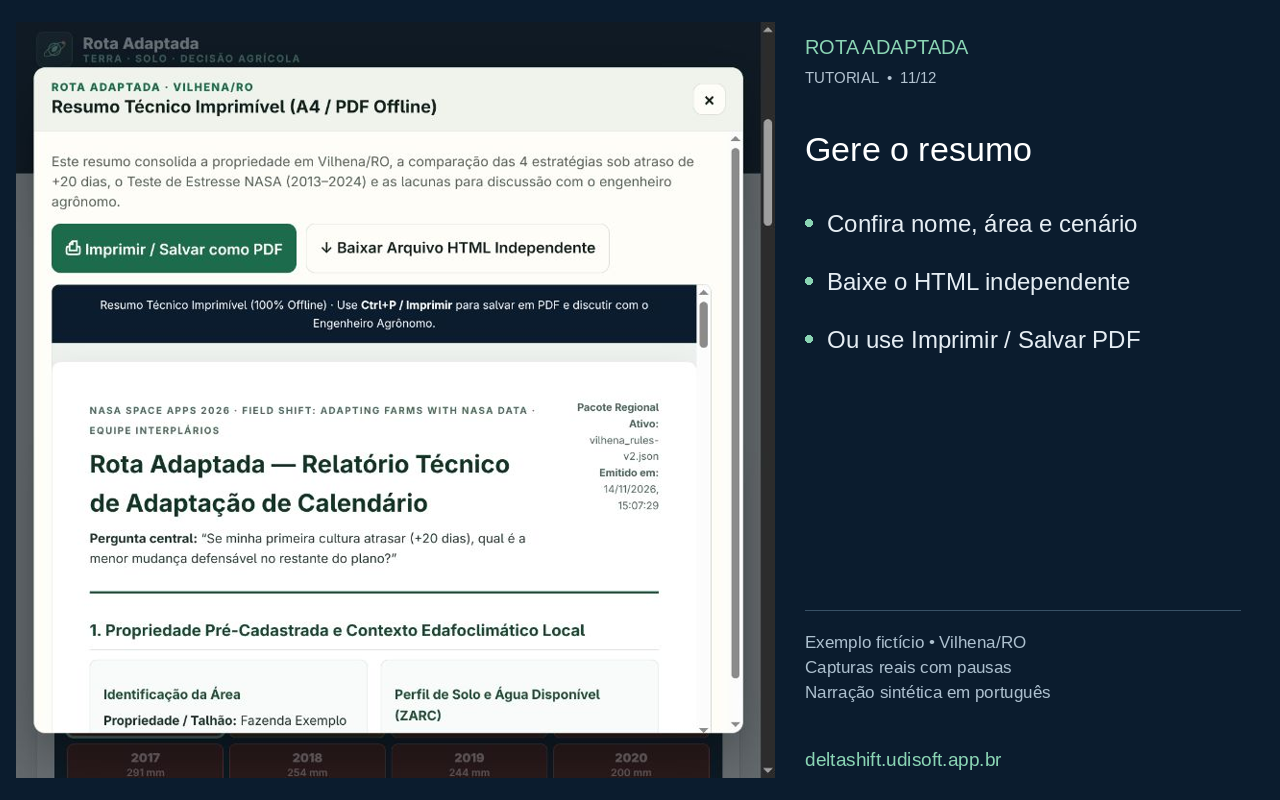 Rota Adaptada
TERRA · SOLO · DECISÃO AGRÍCOLA
ROTA ADAPTADA · VILHENA/RO
Resumo Técnico Imprimível (A4 / PDF Offline)
×
Este resumo consolida a propriedade em Vilhena/RO, a comparação das 4 estratégias sob atraso de
+20 dias, o Teste de Estresse NASA (2013–2024) e as lacunas para discussão com o engenheiro
agrônomo.
Imprimir / Salvar como PDF
↓ Baixar Arquivo HTML Independente
Resumo Técnico Imprimível (100% Offline) · Use Ctrl+P / Imprimir para salvar em PDF e discutir com o
Engenheiro Agrônomo.
NASA SPACE APPS 2026 · FIELD SHIFT: ADAPTING FARMS WITH NASA DATA ·
EQUIPE INTERPLÁRIOS
Rota Adaptada — Relatório Técnico
de Adaptação de Calendário
Pergunta central: “Se minha primeira cultura atrasar (+20 dias), qual é a
menor mudança defensável no restante do plano?”
Pacote Regional
Ativo:
vilhena_rules-
v2.json
Emitido em:
14/11/2026,
15:07:29
1. Propriedade Pré-Cadastrada e Contexto Edafoclimático Local
Identificação da Área
Propriedade / Talhão: Fazenda Exemplo
Perfil de Solo e Água Disponível
(ZARC)
2017
291 mm
2018
254 mm
2019
244 mm
2020
200 mm
ROTA ADAPTADA
TUTORIAL • 11/12
Gere o resumo
• Confira nome, área e cenário
• Baixe o HTML independente
• Ou use Imprimir / Salvar PDF
Exemplo fictício • Vilhena/RO
Capturas reais com pausas
Narração sintética em português
deltashift.udisoft.app.br